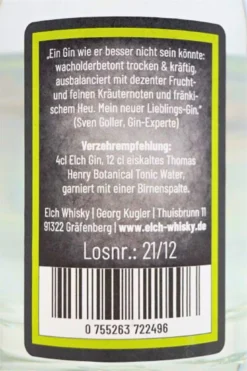 „Ein Gin wie er besser nicht sein könnte:
wacholderbetont trocken & kräftig,
ausbalanciert mit dezenter Frucht-
und feinen Kräuternoten und fränki-
schem Heu. Mein neuer Lieblings-Gin.“
(Sven Goller, Gin-Experte)
Verzehrempfehlung:
4cl Elch Gin, 12 cl eiskaltes Thomas
Henry Botanical Tonic Water,
garniert mit einer Birnenspalte.
Elch Whisky | Georg Kugler | Thuisbrunn 11
91322 Gräfenberg | www.elch-whisky.de
Losnr.: 21/12
0 755263 722496